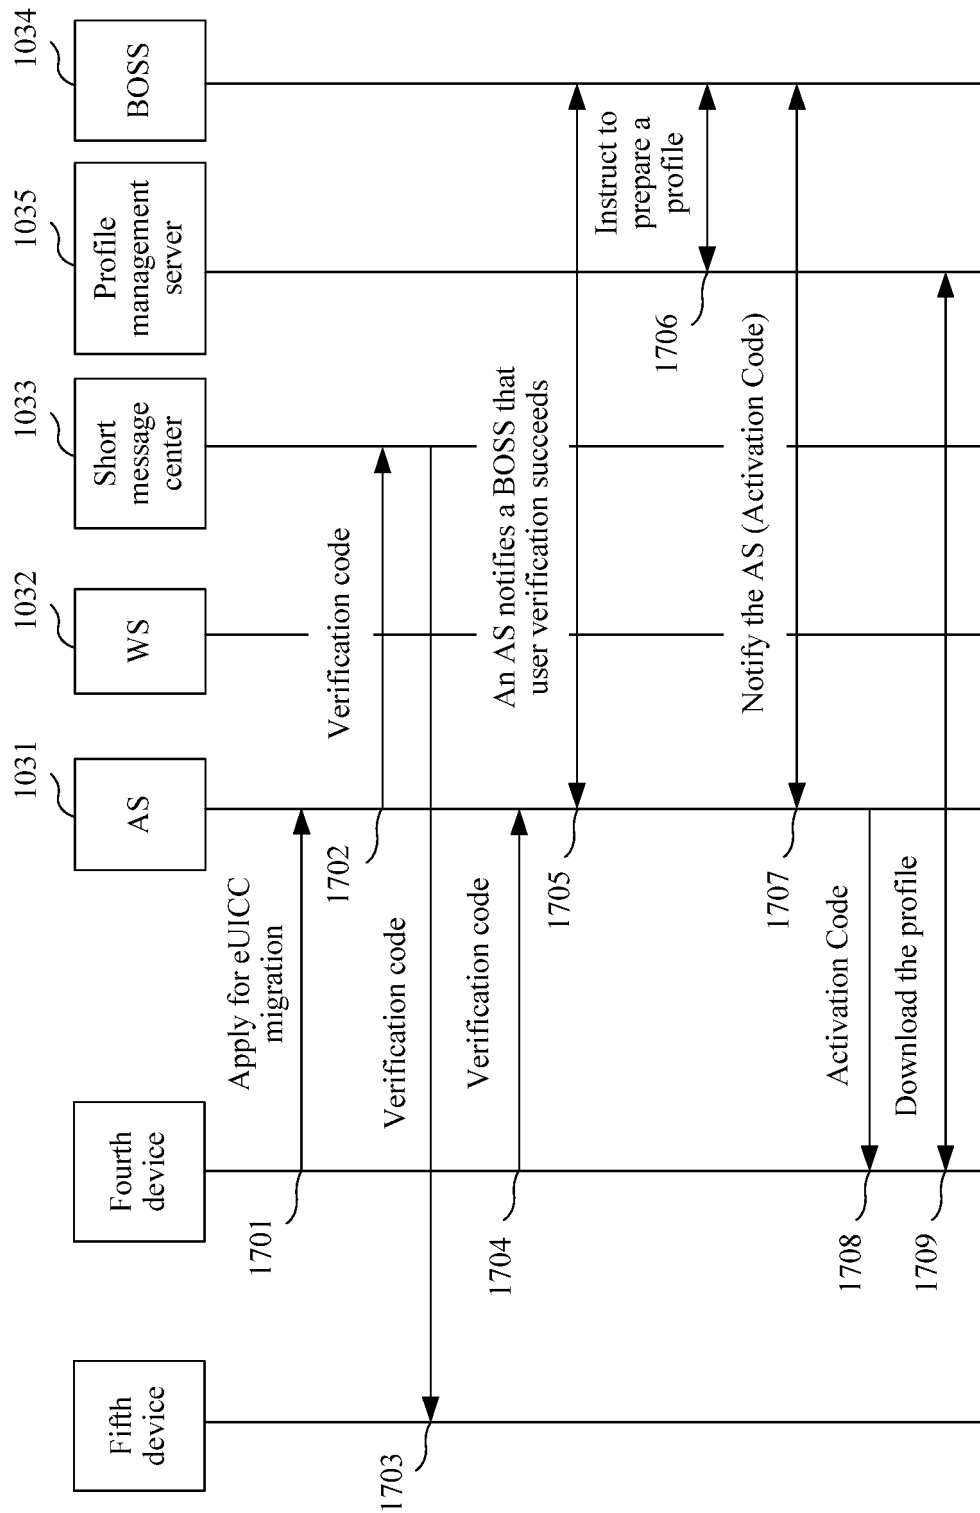 Fifth
device
Fourth
device
1031
AS
1032
WS
1033
Short
message
center
1035
Profile
management
server
1034
BOSS
1701
Apply for eUICC
migration
1702
Verification code
1703
Verification code
1704
Verification code
1705
An AS notifies a BOSS that
user verification succeeds
1706
Instruct to
prepare a
profile
1707
Notify the AS (Activation Code)
1708
Activation Code
1709
Download the profile